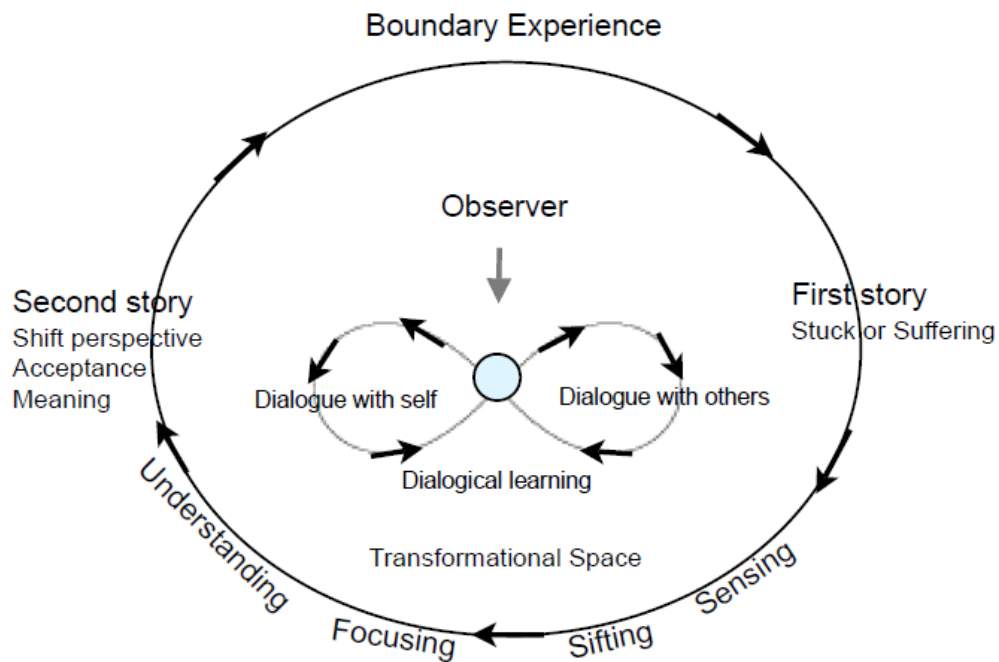 Boundary Experience
Observer
Second story
Shift perspective
Acceptance
Meaning
First story
Stuck or Suffering
Dialogue with self
Dialogue with others
Dialogical learning
Transformational Space
Sensing
Sifting
Focusing
Understanding